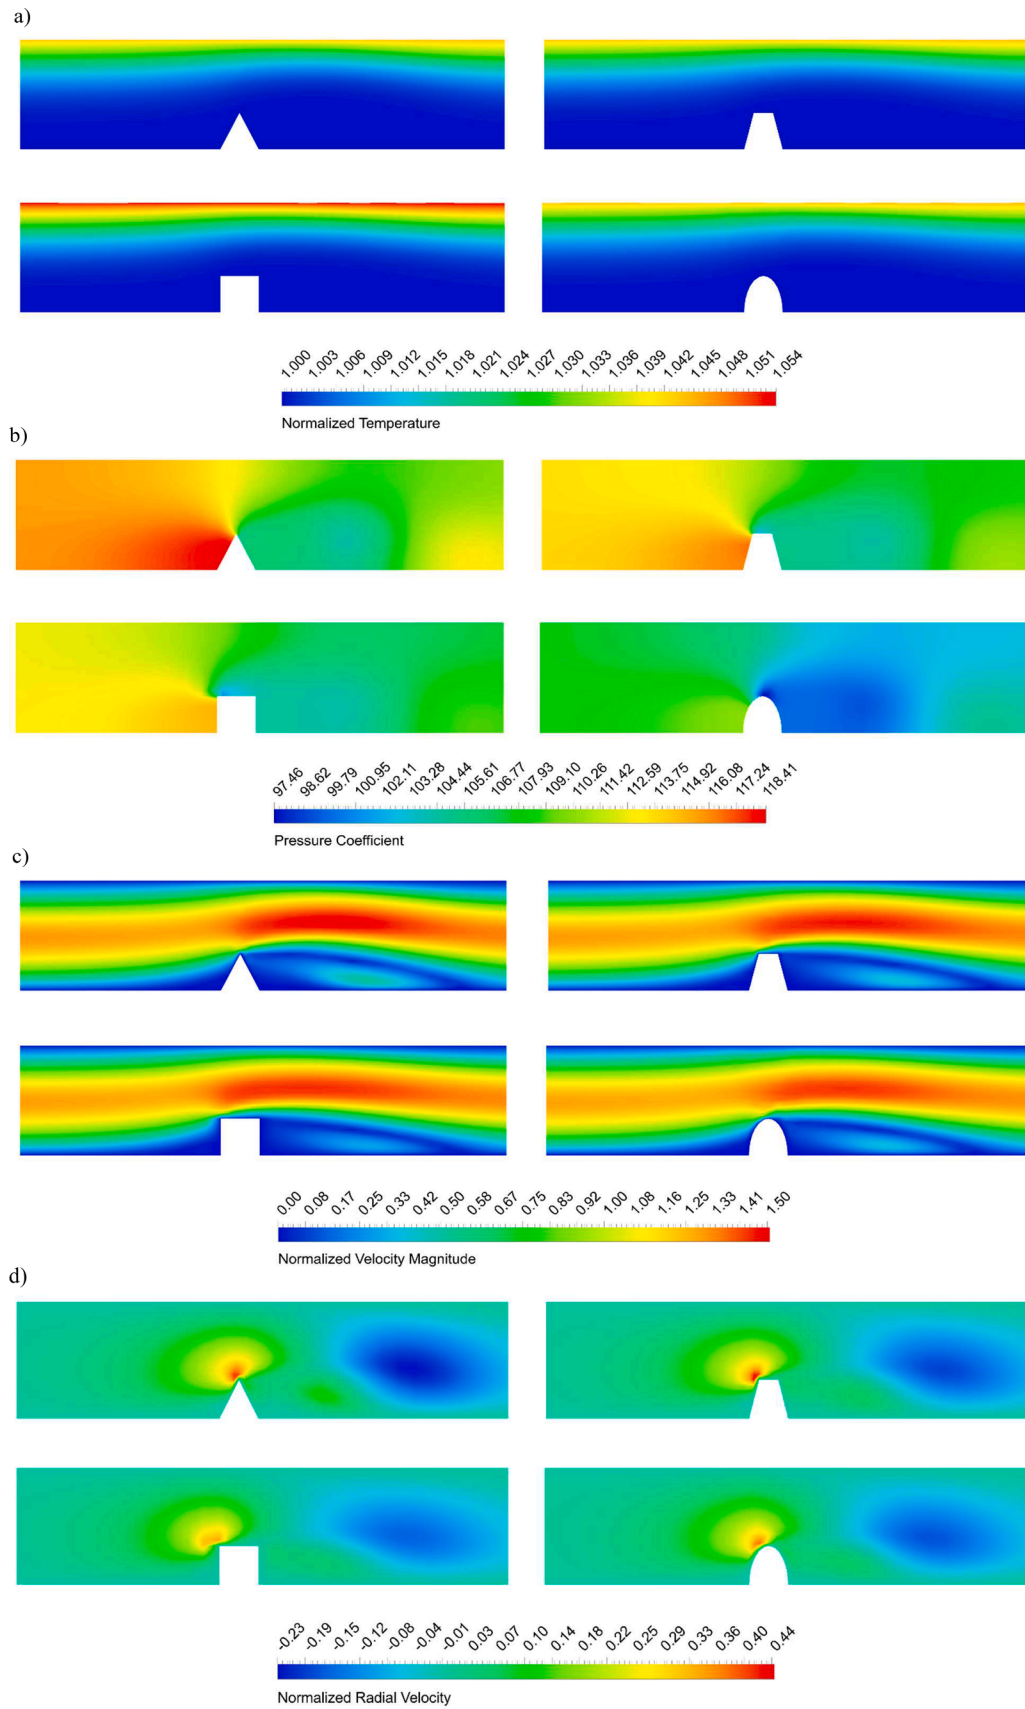 a)
1.000 1.003 1.006 1.009 1.012 1.015 1.018 1.021 1.024 1.027 1.030 1.033 1.036 1.039 1.042 1.045 1.048 1.051 1.054
Normalized Temperature
b)
97.46 98.62 99.79 100.95 102.11 103.28 104.44 105.61 106.77 107.93 109.10 110.26 111.42 112.59 113.75 114.92 116.08 117.24 118.41
Pressure Coefficient
c)
0.00 0.08 0.17 0.25 0.33 0.42 0.50 0.58 0.67 0.75 0.83 0.92 1.00 1.08 1.16 1.25 1.33 1.41 1.50
Normalized Velocity Magnitude
d)
-0.23 -0.19 -0.15 -0.12 -0.08 -0.04 -0.01 0.03 0.07 0.10 0.14 0.18 0.22 0.25 0.29 0.33 0.36 0.40 0.44
Normalized Radial Velocity